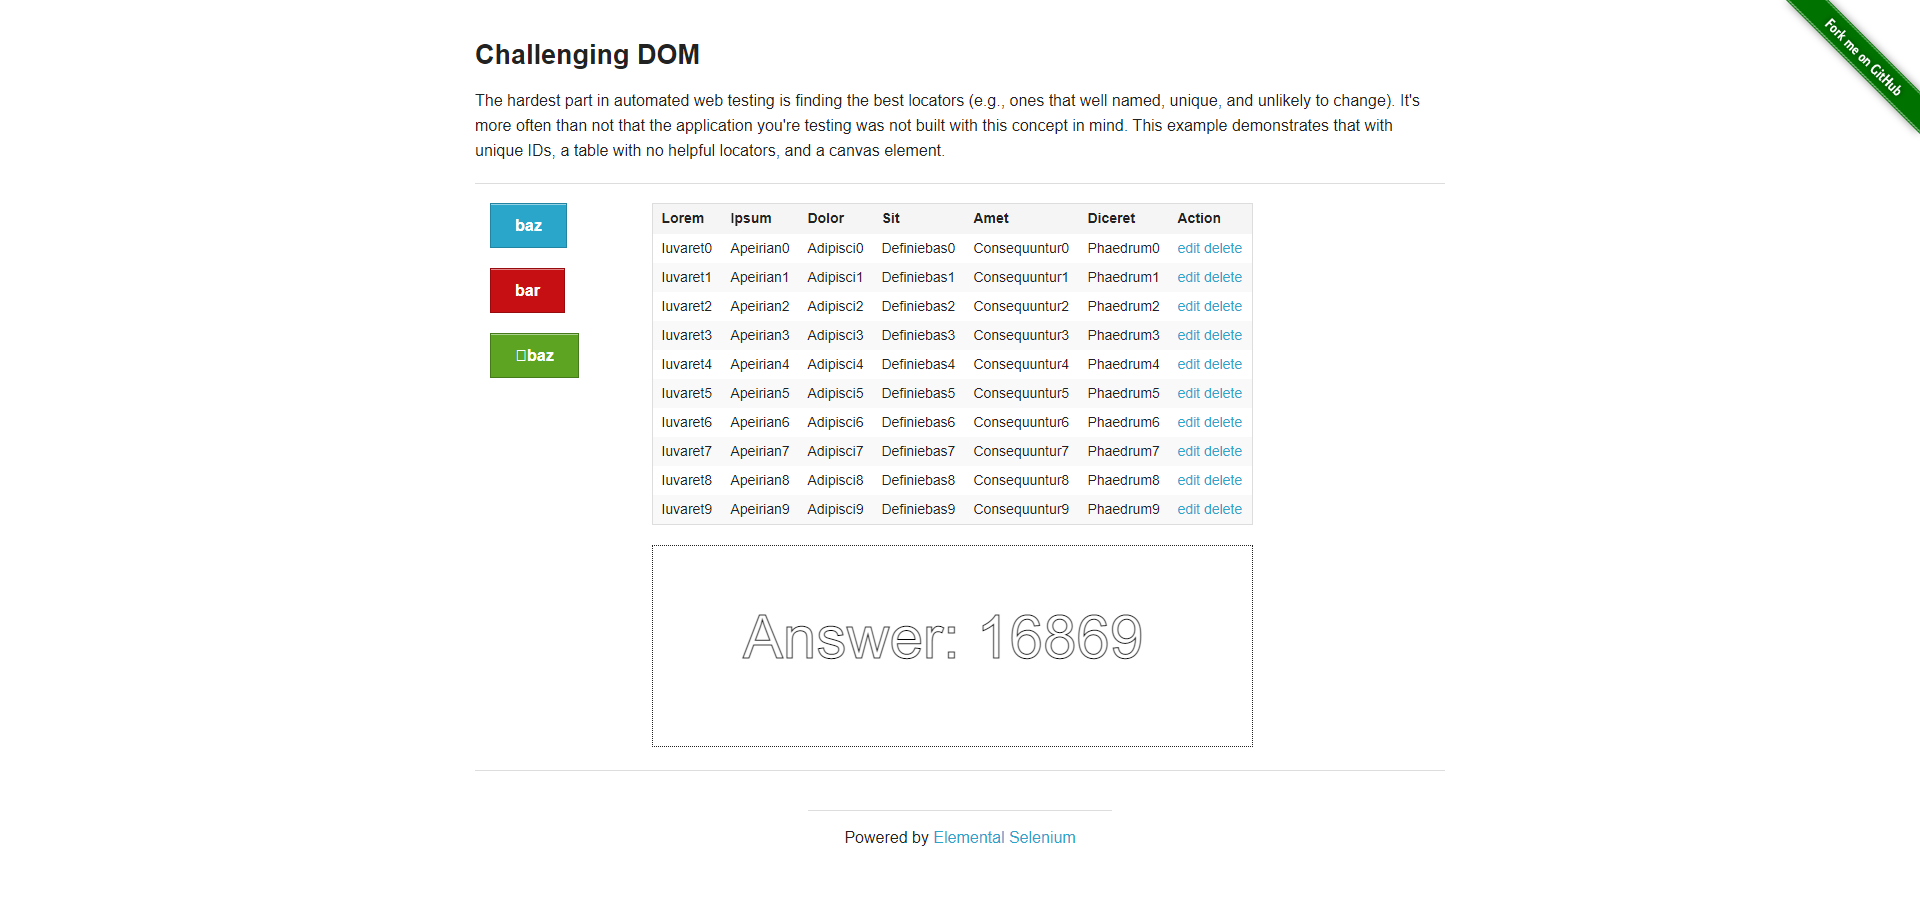 Fork me on GitHub
Challenging DOM
The hardest part in automated web testing is finding the best locators (e.g., ones that well named, unique, and unlikely to change). It's
more often than not that the application you're testing was not built with this concept in mind. This example demonstrates that with
unique IDs, a table with no helpful locators, and a canvas element.
baz
bar
baz
Lorem Ipsum Dolor Sit Amet Diceret Action
Iuvaret0 Apeirian0 Adipisci0 Definiebas0 Consequuntur0 Phaedrum0 edit delete
Iuvaret1 Apeirian1 Adipisci1 Definiebas1 Consequuntur1 Phaedrum1 edit delete
Iuvaret2 Apeirian2 Adipisci2 Definiebas2 Consequuntur2 Phaedrum2 edit delete
Iuvaret3 Apeirian3 Adipisci3 Definiebas3 Consequuntur3 Phaedrum3 edit delete
Iuvaret4 Apeirian4 Adipisci4 Definiebas4 Consequuntur4 Phaedrum4 edit delete
Iuvaret5 Apeirian5 Adipisci5 Definiebas5 Consequuntur5 Phaedrum5 edit delete
Iuvaret6 Apeirian6 Adipisci6 Definiebas6 Consequuntur6 Phaedrum6 edit delete
Iuvaret7 Apeirian7 Adipisci7 Definiebas7 Consequuntur7 Phaedrum7 edit delete
Iuvaret8 Apeirian8 Adipisci8 Definiebas8 Consequuntur8 Phaedrum8 edit delete
Iuvaret9 Apeirian9 Adipisci9 Definiebas9 Consequuntur9 Phaedrum9 edit delete
Answer: 16869
Powered by Elemental Selenium